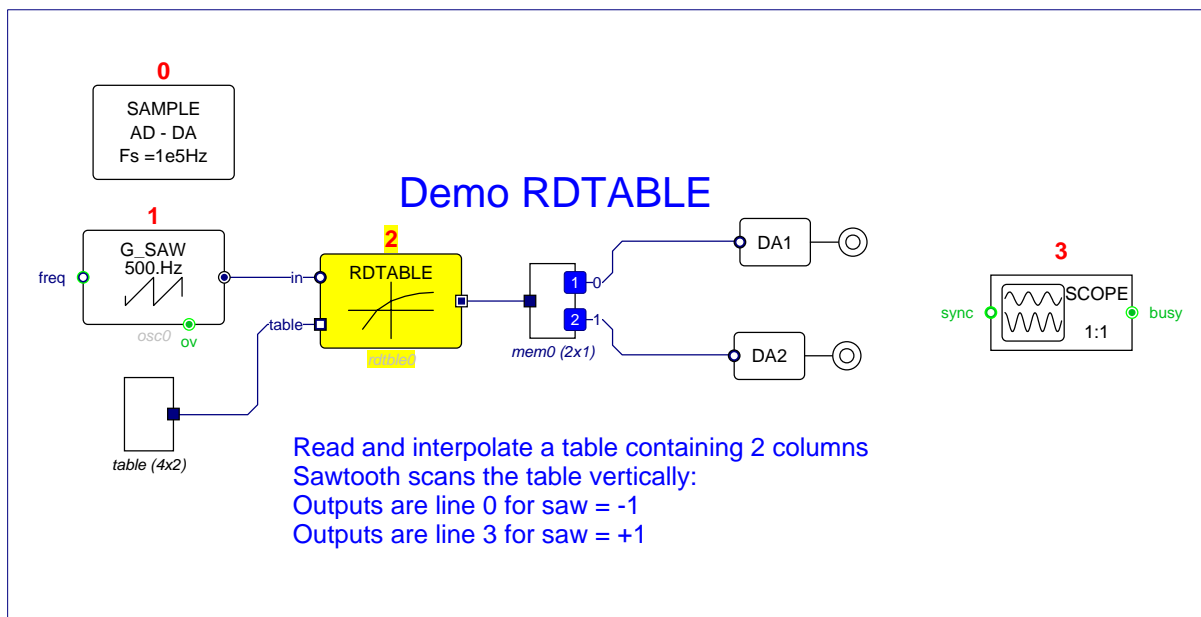 0
SAMPLE
AD - DA
Fs =1e5Hz
Demo RDTABLE
1
G_SAW
500.Hz
freq
osc0
ov
2
RDTABLE
in
table
rdtble0
table (4x2)
1
0
2
1
mem0 (2x1)
DA1
DA2
3
SCOPE
1:1
sync
busy
Read and interpolate a table containing 2 columns
Sawtooth scans the table vertically:
Outputs are line 0 for saw = -1
Outputs are line 3 for saw = +1